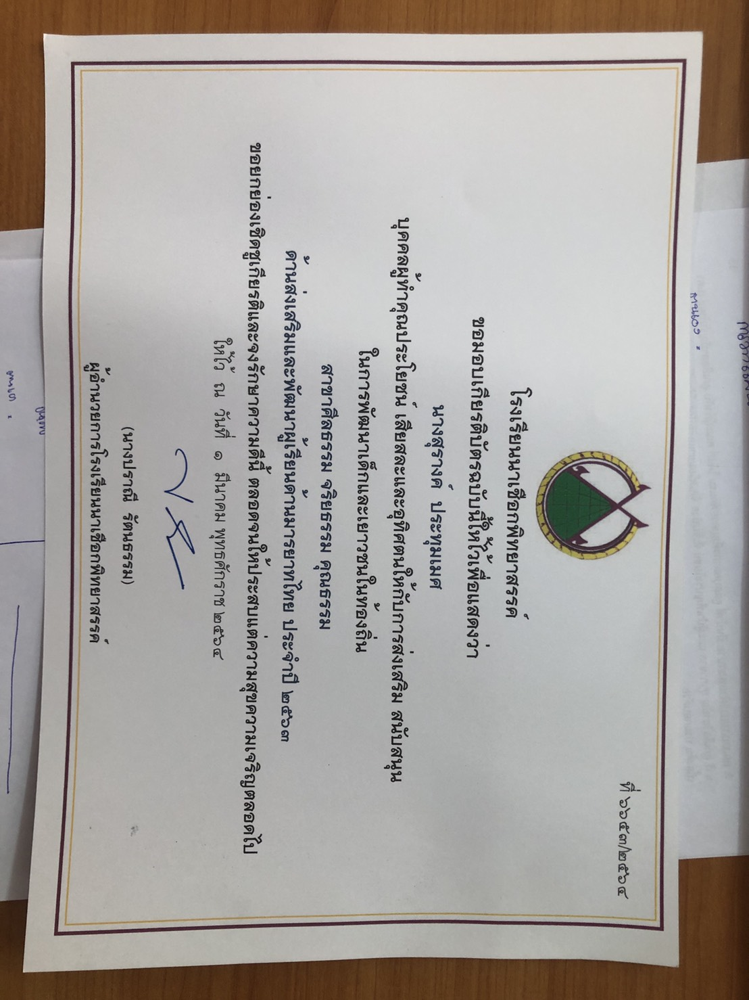 ที่ ๖๖๕๓/๒๕๖๔
โรงเรียนนาเชือกพิทยาสรรค์
ขอมอบเกียรติบัตรฉบับนี้ให้ไว้เพื่อแสดงว่า
นางสุรางค์ ประทุมเมศ
บุคคลผู้ทำคุณประโยชน์ เสียสละและอุทิศตนให้กับการส่งเสริม สนับสนุน
ในการพัฒนาเด็กและเยาวชนในท้องถิ่น
สาขาศีลธรรม จริยธรรม คุณธรรม
ด้านส่งเสริมและพัฒนาผู้เรียนด้านมารยาทไทย ประจำปี ๒๕๖๓
ขอยกย่องเชิดชูเกียรติและจงรักษาความดีนี้ ตลอดจนให้ประสบแต่ความสุขความเจริญตลอดไป
ให้ไว้ ณ วันที่ ๑ มีนาคม พุทธศักราช ๒๕๖๔
(นางปราณี รัตนธรรม)
ผู้อำนวยการโรงเรียนนาเชือกพิทยาสรรค์